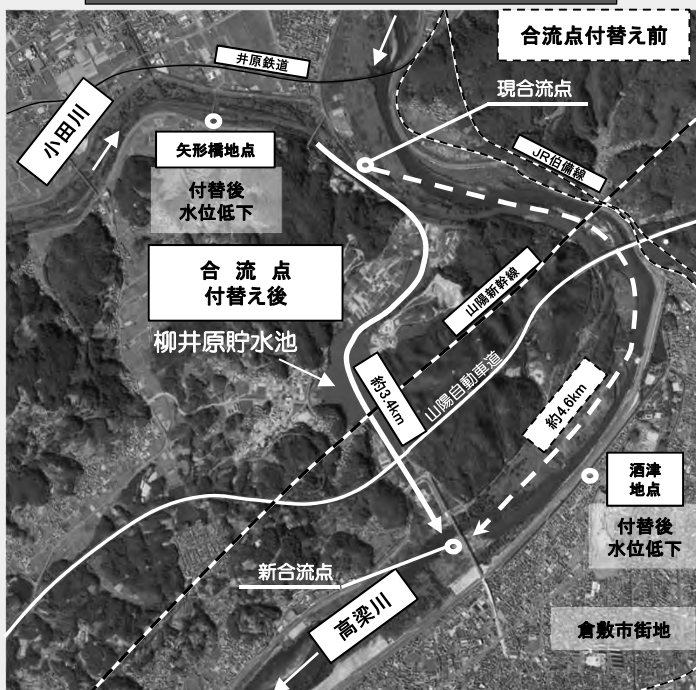 合流点付替え前
井原鉄道
現合流点
小田川
矢形橋地点
JR伯備線
付替後
水位低下
合流点
付替え後
山陽新幹線
柳井原貯水池
約3.4km
山陽自動車道
約4.6km
酒津
地点
付替後
水位低下
新合流点
高梁川
倉敷市街地